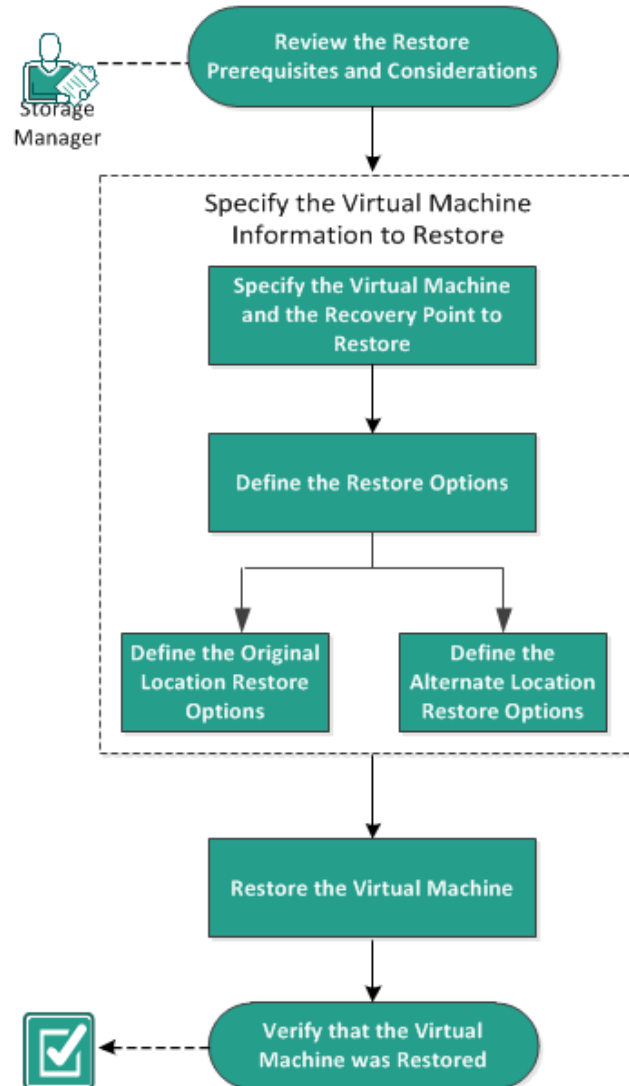 Review the Restore
Prerequisites and Considerations
Storage
Manager
Specify the Virtual Machine
Information to Restore
Specify the Virtual Machine
and the Recovery Point to
Restore
Define the Restore Options
Define the Original
Location Restore
Options
Define the
Alternate Location
Restore Options
Restore the Virtual Machine
Verify that the Virtual
Machine was Restored